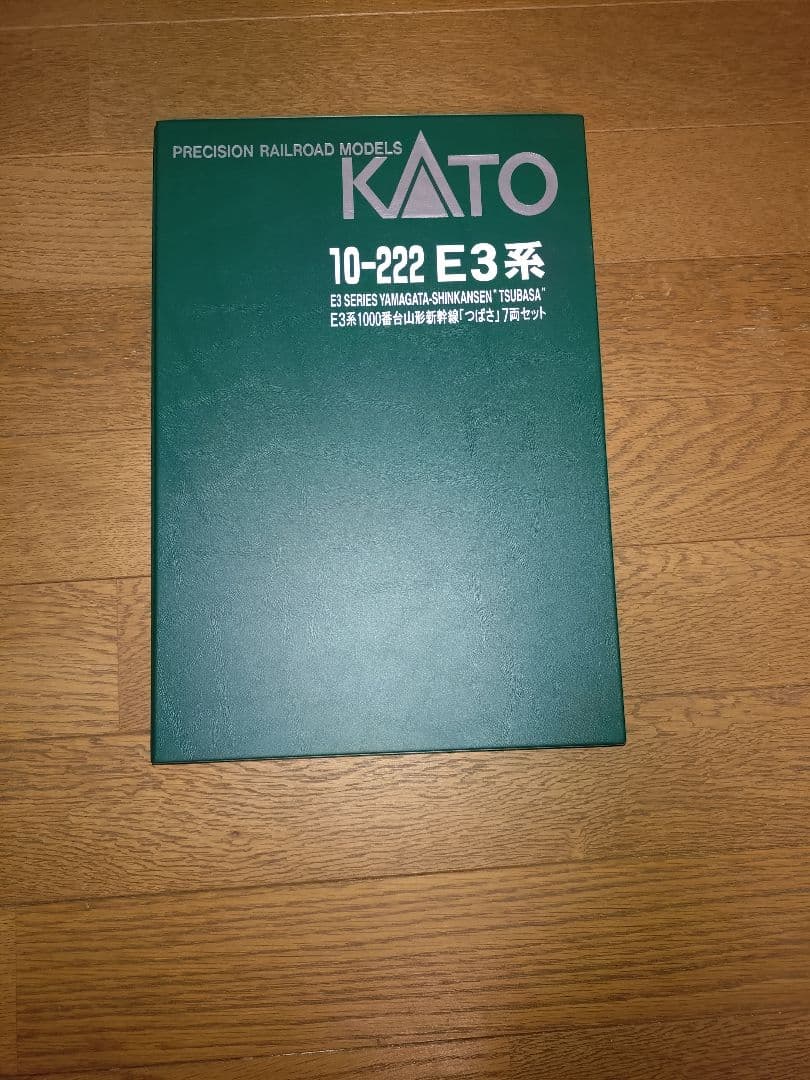 PRECISION RAILROAD MODELS
KATO
10-222 E3系
E3 SERIES YAMAGATA-SHINKANSEN "TSUBASA"
E3系1000番台山形新幹線「つばさ」7両セット